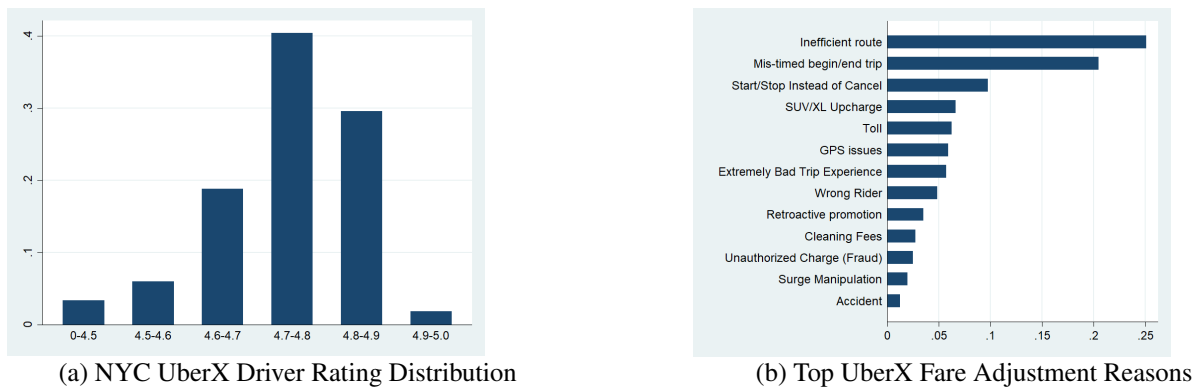 .4
.3
.2
.1
0
0-4.5 4.5-4.6 4.6-4.7 4.7-4.8 4.8-4.9 4.9-5.0
(a) NYC UberX Driver Rating Distribution
Inefficient route
Mis-timed begin/end trip
Start/Stop Instead of Cancel
SUV/XL Upcharge
Toll
GPS issues
Extremely Bad Trip Experience
Wrong Rider
Retroactive promotion
Cleaning Fees
Unauthorized Charge (Fraud)
Surge Manipulation
Accident
0 .05 .1 .15 .2 .25
(b) Top UberX Fare Adjustment Reasons